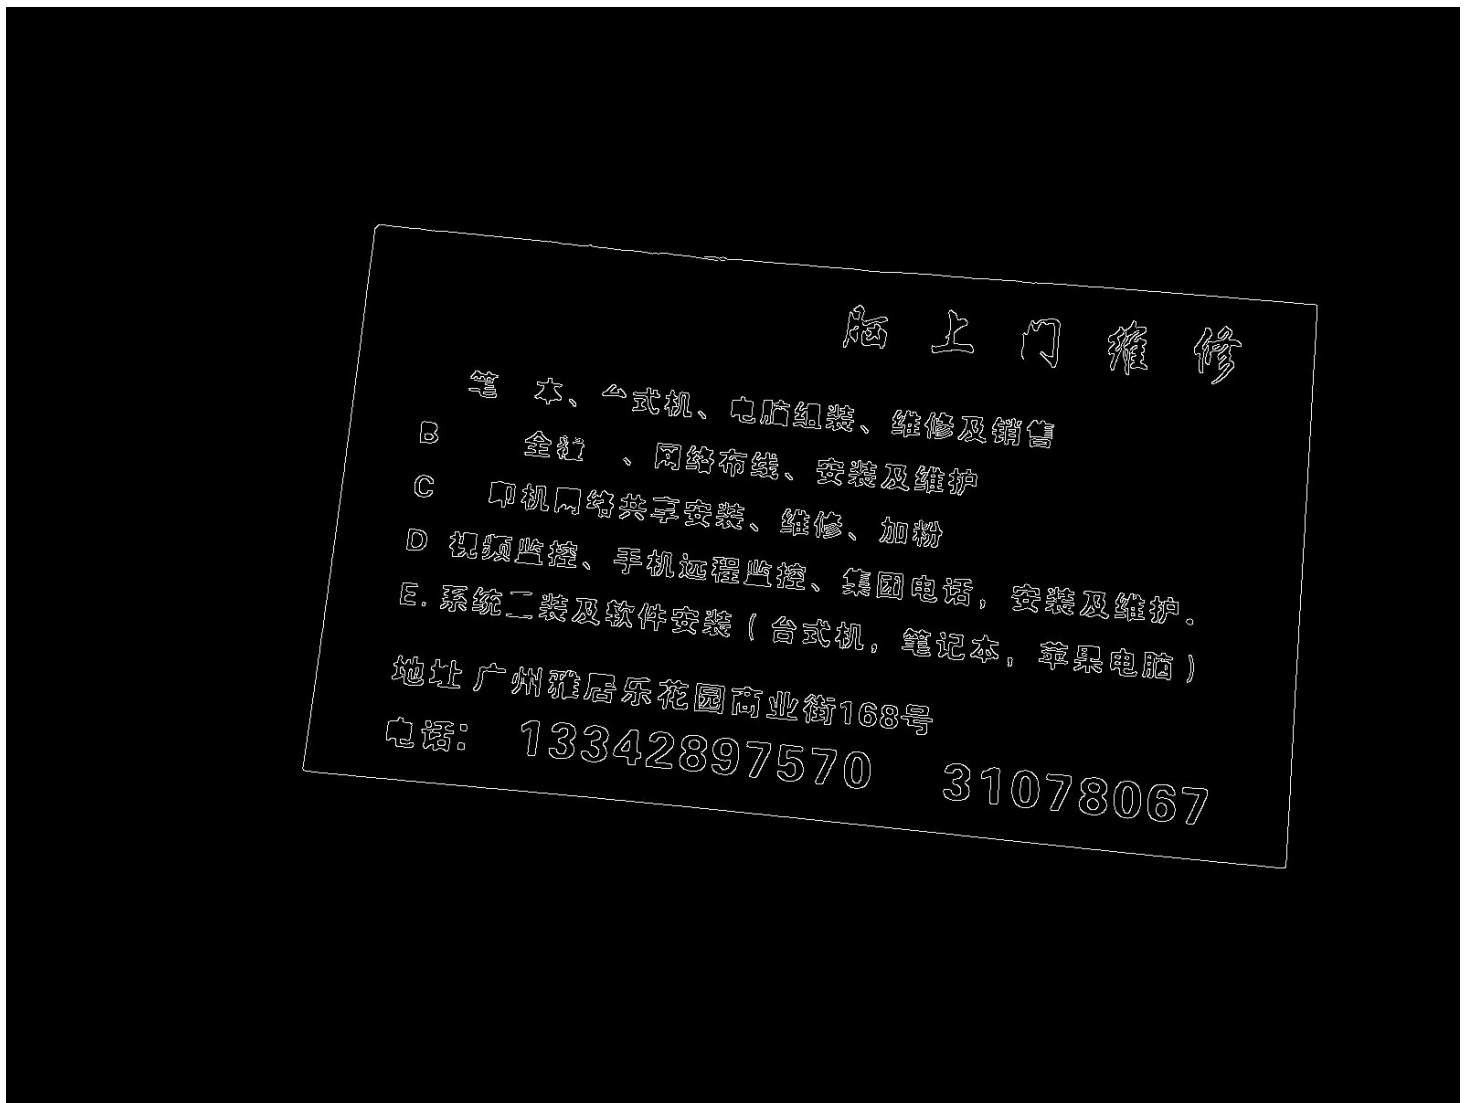 脑 上 门 维 修
笔 本、台式机、电脑组装、维修及销售
B 全 、网络布线、安装及维护
C 印机网络共享安装、维修、加粉
D 视频监控、手机远程监控、集团电话，安装及维护.
E. 系统二装及软件安装（台式机，笔记本，苹果电脑）
地址 广州雅居乐花园商业街168号
电话: 13342897570 31078067